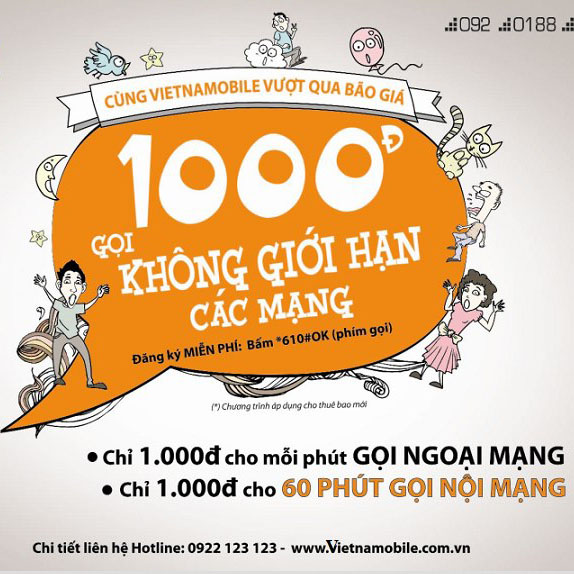 092 0188
CÙNG VIETNAMOBILE VƯỢT QUA BÃO GIÁ
1000Đ
GỌI
KHÔNG GIỚI HẠN
CÁC MẠNG
Đăng ký MIỄN PHÍ: Bấm *610#OK (phím gọi)
(*) Chương trình áp dụng cho thuê bao mới
• Chỉ 1.000đ cho mỗi phút GỌI NGOẠI MẠNG
• Chỉ 1.000đ cho 60 PHÚT GỌI NỘI MẠNG
Chi tiết liên hệ Hotline: 0922 123 123 - www.Vietnamobile.com.vn